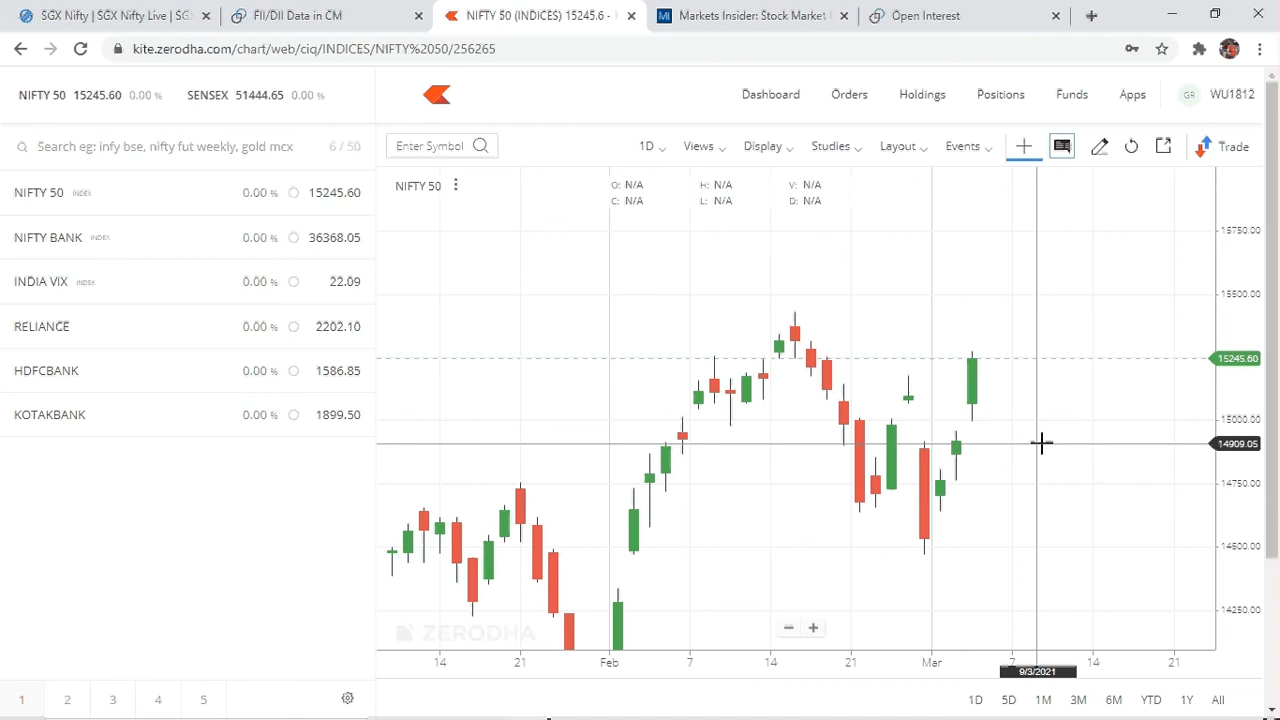 SGX Nifty | SGX Nifty Live | SG
FII/DII Data in CM
NIFTY 50 (INDICES) 15245.6 -
MI Markets Insider: Stock Market
Open Interest
kite.zerodha.com/chart/web/ciq/INDICES/NIFTY%2050/256265
NIFTY 50 15245.60 0.00 %
SENSEX 51444.65 0.00 %
Dashboard Orders Holdings Positions Funds Apps GR WU1812
Search eg: infy bse, nifty fut weekly, gold mcx
Enter Symbol 1D Views Display Studies Layout Events Trade
NIFTY 50 INDEX 0.00 % 15245.60
NIFTY BANK INDEX 0.00 % 36368.05
INDIA VIX INDEX 0.00 % 22.09
RELIANCE 0.00 % 2202.10
HDFCBANK 0.00 % 1586.85
KOTAKBANK 0.00 % 1899.50
1 2 3 4 5
NIFTY 50
O: N/A H: N/A V: N/A
C: N/A L: N/A D: N/A
15750.00
15500.00
15245.60
15000.00
14909.05
14750.00
14500.00
14250.00
ZERODHA
14 21 Feb 7 14 21 Mar 7 14 21
9/3/2021
1D 5D 1M 3M 6M YTD 1Y All